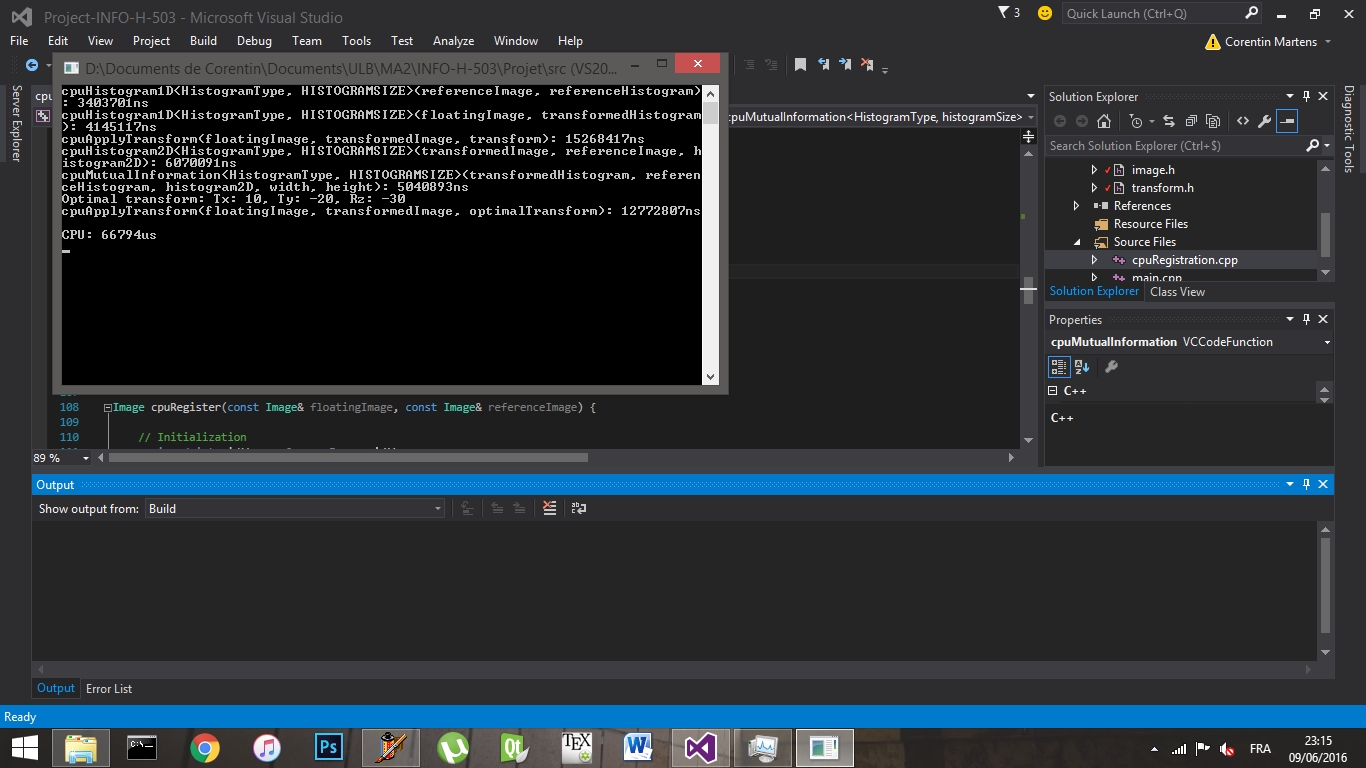 Project-INFO-H-503 - Microsoft Visual Studio
3
Quick Launch (Ctrl+Q)
File Edit View Project Build Debug Team Tools Test Analyze Window Help
Corentin Martens
D:\Documents de Corentin\Documents\ULB\MA2\INFO-H-503\Projet\src (VS20...
cpuHistogram1D<HistogramType, HISTOGRAMSIZE>(referenceImage, referenceHistogram)
: 3403701ns
cpuHistogram1D<HistogramType, HISTOGRAMSIZE>(floatingImage, transformedHistogram
): 4145117ns
cpuApplyTransform(floatingImage, transformedImage, transform): 15268417ns
cpuHistogram2D<HistogramType, HISTOGRAMSIZE>(transformedImage, referenceImage, h
istogram2D): 6070091ns
cpuMutualInformation<HistogramType, HISTOGRAMSIZE>(transformedHistogram, referen
ceHistogram, histogram2D, width, height): 5040893ns
Optimal transform: Tx: 10, Ty: -20, Rz: -30
cpuApplyTransform(floatingImage, transformedImage, optimalTransform): 12772807ns
CPU: 66794us
Server Explorer
cpu
puMutualInformation<HistogramType, histogramSize>
108 Image cpuRegister(const Image& floatingImage, const Image& referenceImage) {
109
110 // Initialization
89 %
Solution Explorer
Search Solution Explorer (Ctrl+$)
image.h
transform.h
References
Resource Files
Source Files
cpuRegistration.cpp
main.cpp
Solution Explorer Class View
Properties
cpuMutualInformation VCCodeFunction
C++
C++
Diagnostic Tools
Output
Show output from: Build
Output Error List
Ready
C:\
Ps
Qt
TEX
W
FRA
23:15
09/06/2016